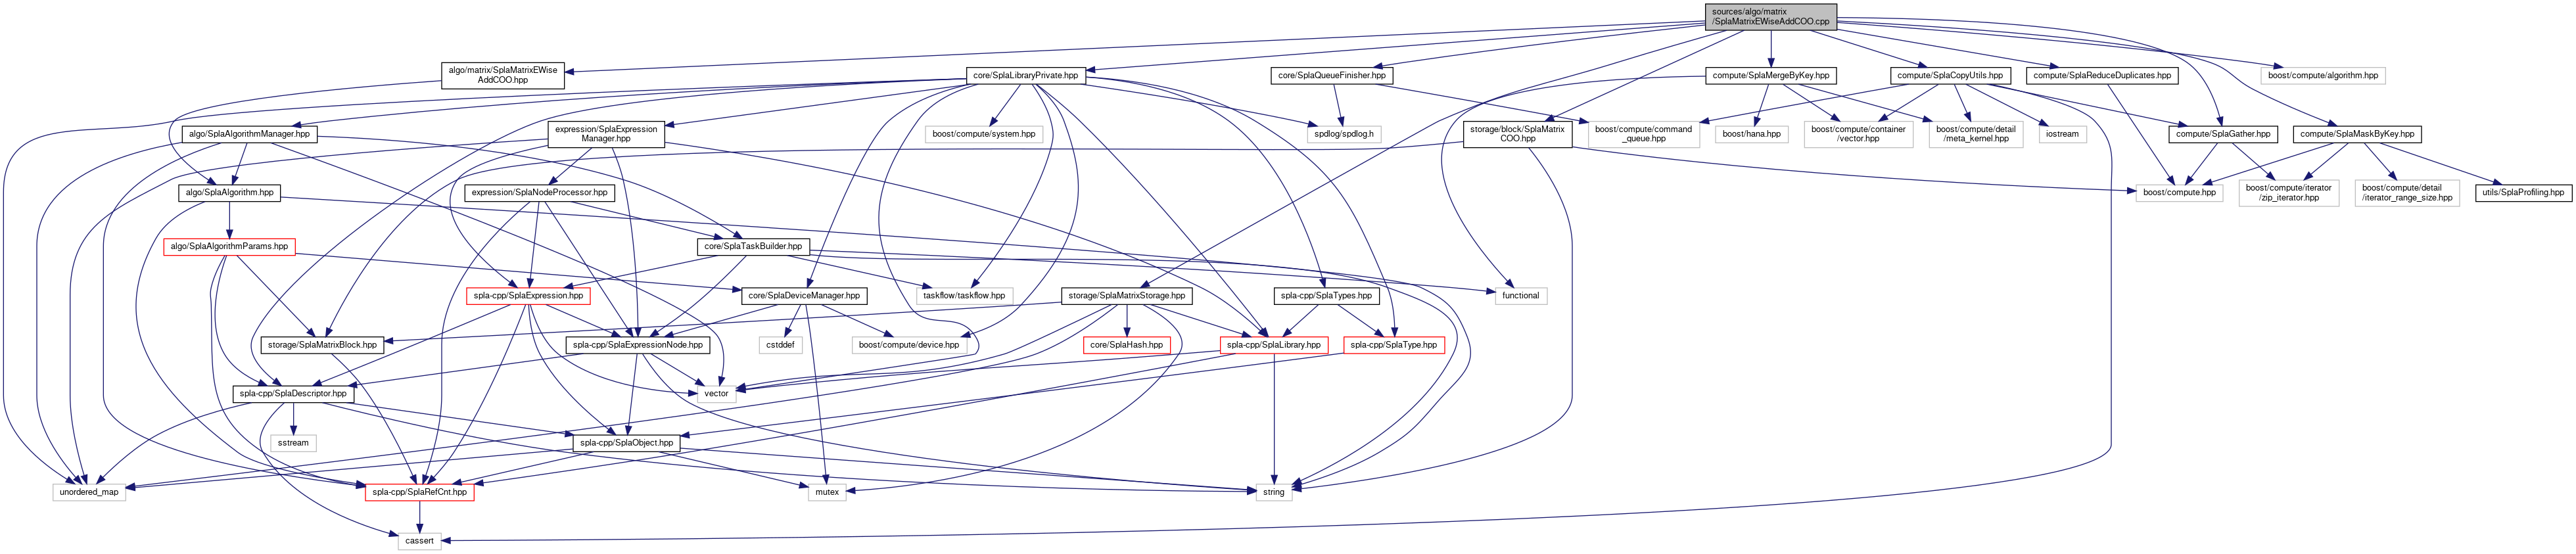 sources/algo/matrix
/SplaMatrixEWiseAddCOO.cpp
algo/matrix/SplaMatrixEWise
AddCOO.hpp
core/SplaLibraryPrivate.hpp
core/SplaQueueFinisher.hpp
compute/SplaMergeByKey.hpp
compute/SplaCopyUtils.hpp
compute/SplaReduceDuplicates.hpp
boost/compute/algorithm.hpp
algo/SplaAlgorithmManager.hpp
expression/SplaExpression
Manager.hpp
boost/compute/system.hpp
spdlog/spdlog.h
storage/block/SplaMatrix
COO.hpp
boost/compute/command
_queue.hpp
boost/hana.hpp
boost/compute/container
/vector.hpp
boost/compute/detail
/meta_kernel.hpp
iostream
compute/SplaGather.hpp
compute/SplaMaskByKey.hpp
algo/SplaAlgorithm.hpp
expression/SplaNodeProcessor.hpp
boost/compute.hpp
boost/compute/iterator
/zip_iterator.hpp
boost/compute/detail
/iterator_range_size.hpp
utils/SplaProfiling.hpp
algo/SplaAlgorithmParams.hpp
core/SplaTaskBuilder.hpp
spla-cpp/SplaExpression.hpp
core/SplaDeviceManager.hpp
taskflow/taskflow.hpp
storage/SplaMatrixStorage.hpp
spla-cpp/SplaTypes.hpp
functional
storage/SplaMatrixBlock.hpp
spla-cpp/SplaExpressionNode.hpp
cstddef
boost/compute/device.hpp
core/SplaHash.hpp
spla-cpp/SplaLibrary.hpp
spla-cpp/SplaType.hpp
spla-cpp/SplaDescriptor.hpp
vector
sstream
spla-cpp/SplaObject.hpp
unordered_map
spla-cpp/SplaRefCnt.hpp
mutex
string
cassert